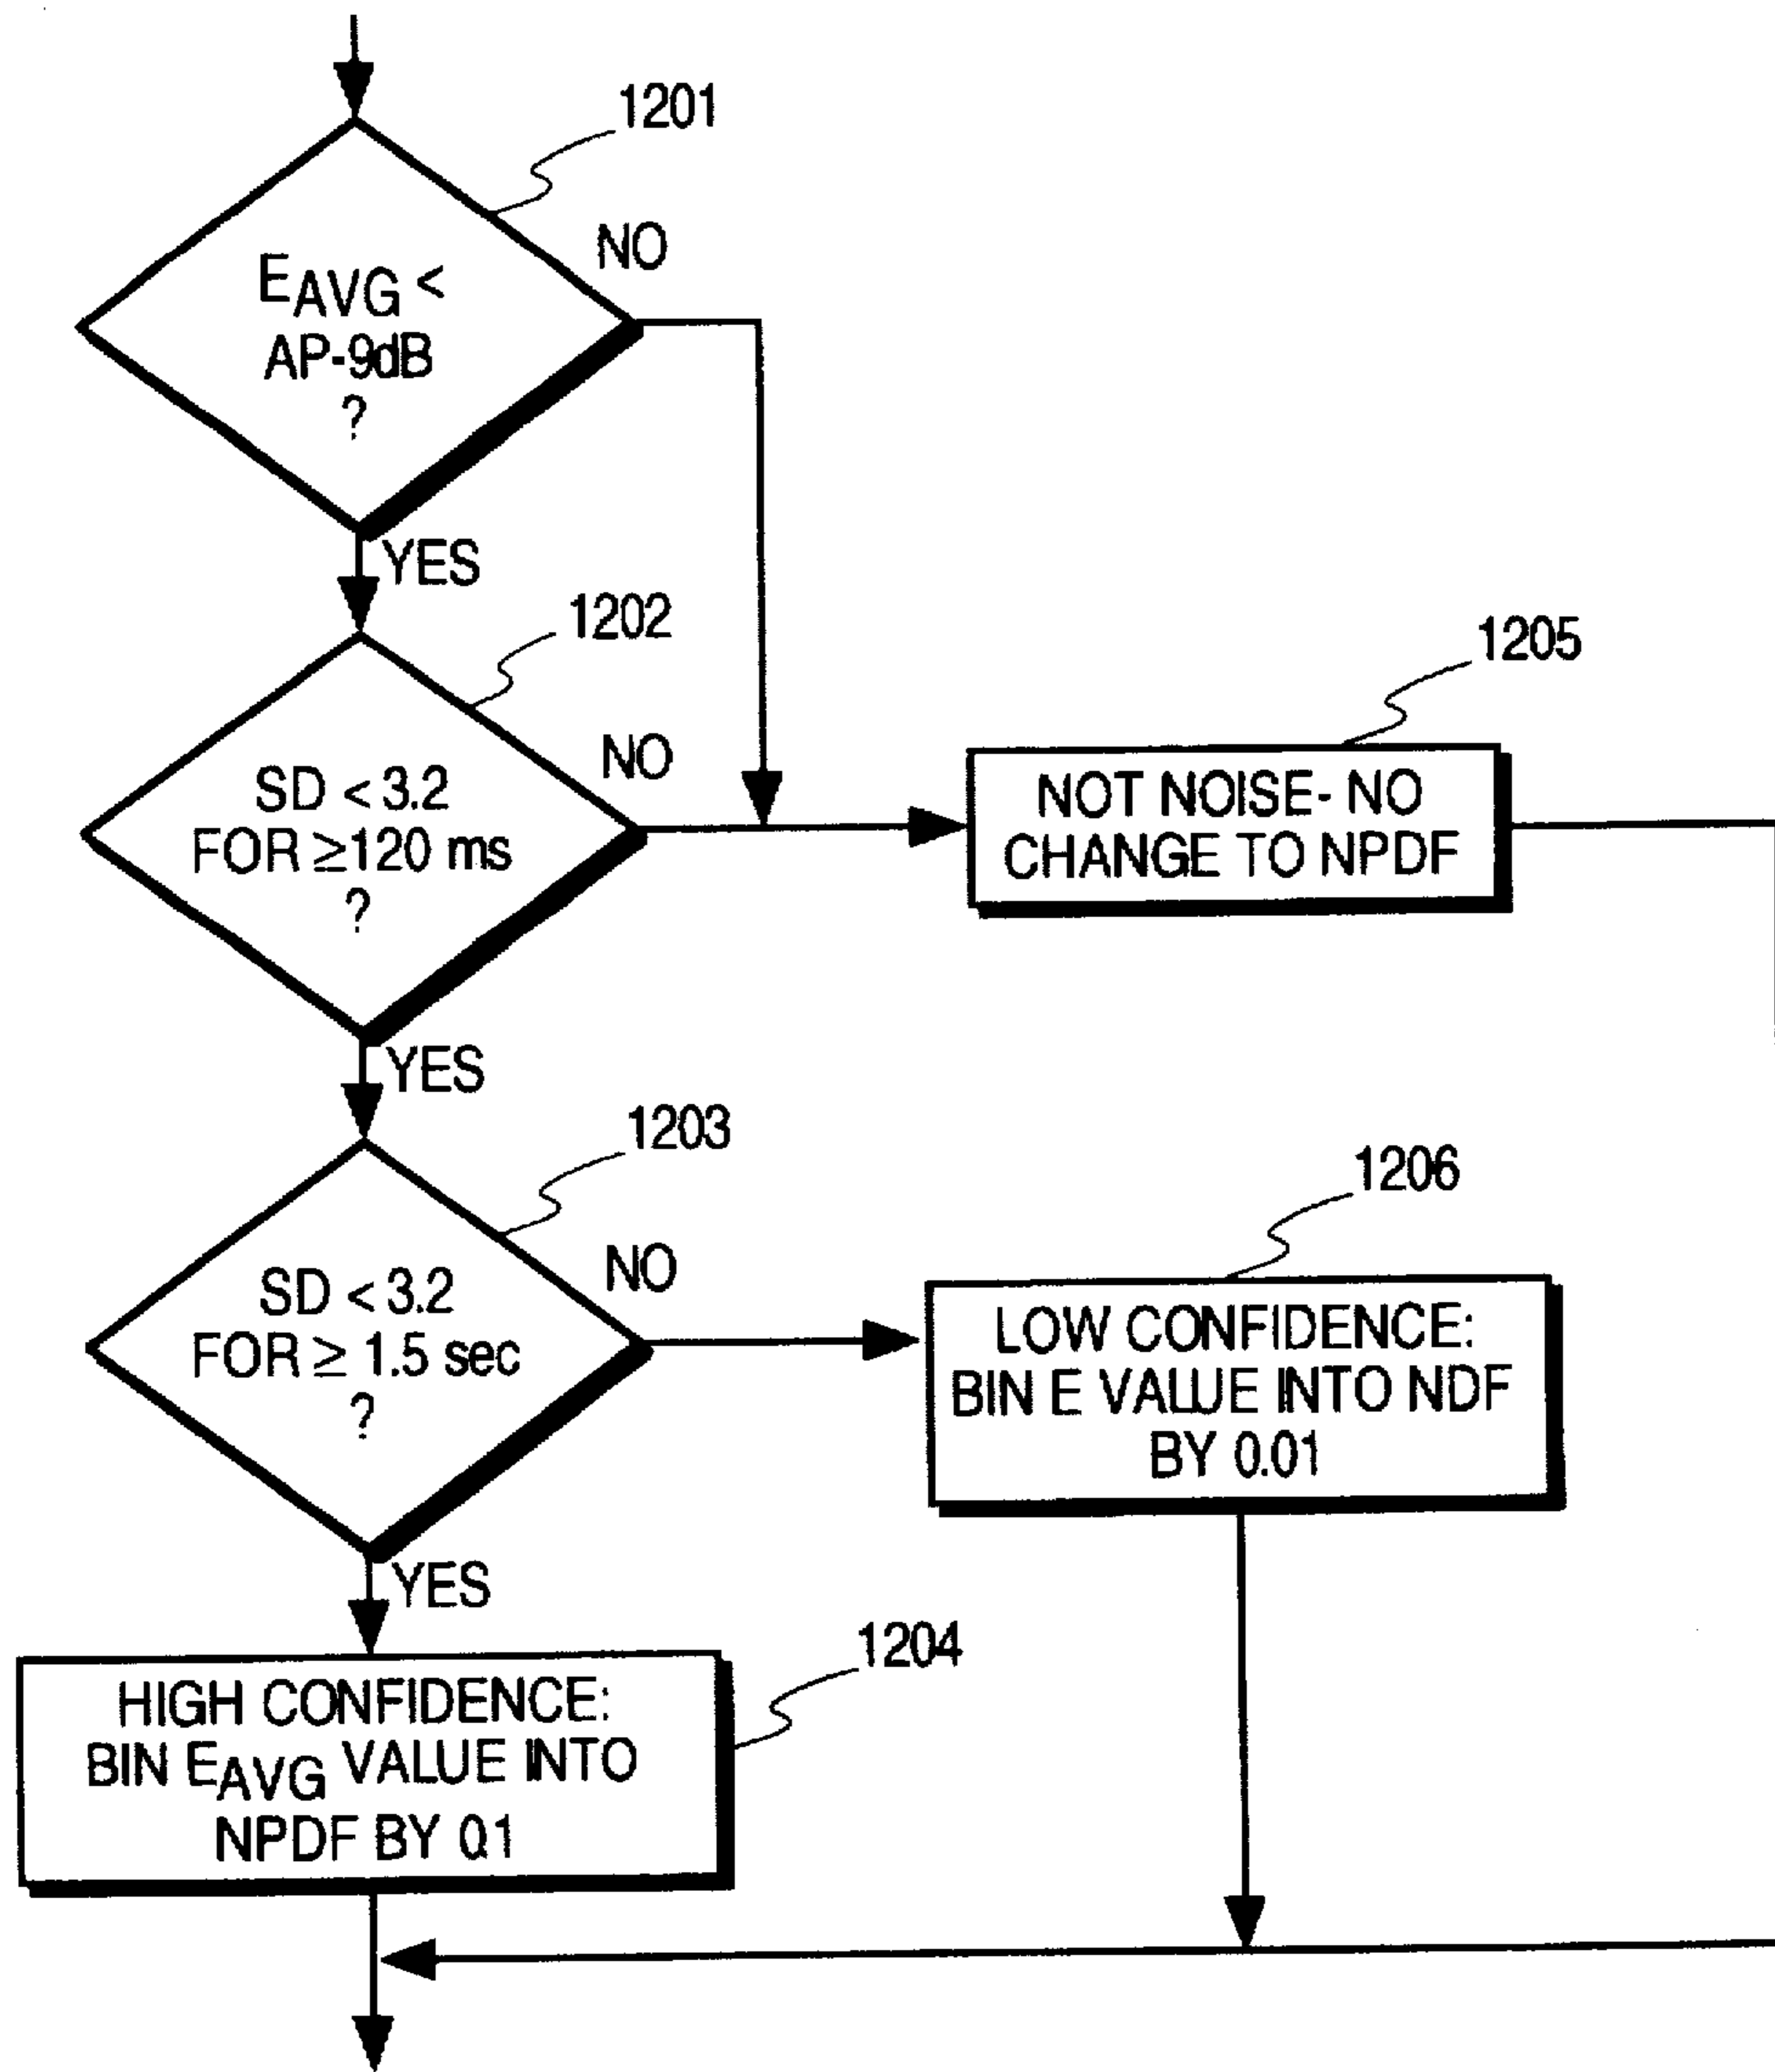 1201
NO
EAVG <
AP-9dB
?
YES
1202
NO
SD < 3.2
FOR ≥120 ms
?
1205
NOT NOISE- NO
CHANGE TO NPDF
YES
1203
NO
SD < 3.2
FOR ≥ 1.5 sec
?
1206
LOW CONFIDENCE:
BIN E VALUE INTO NDF
BY 0.01
YES
1204
HIGH CONFIDENCE:
BIN EAVG VALUE INTO
NPDF BY 0.1